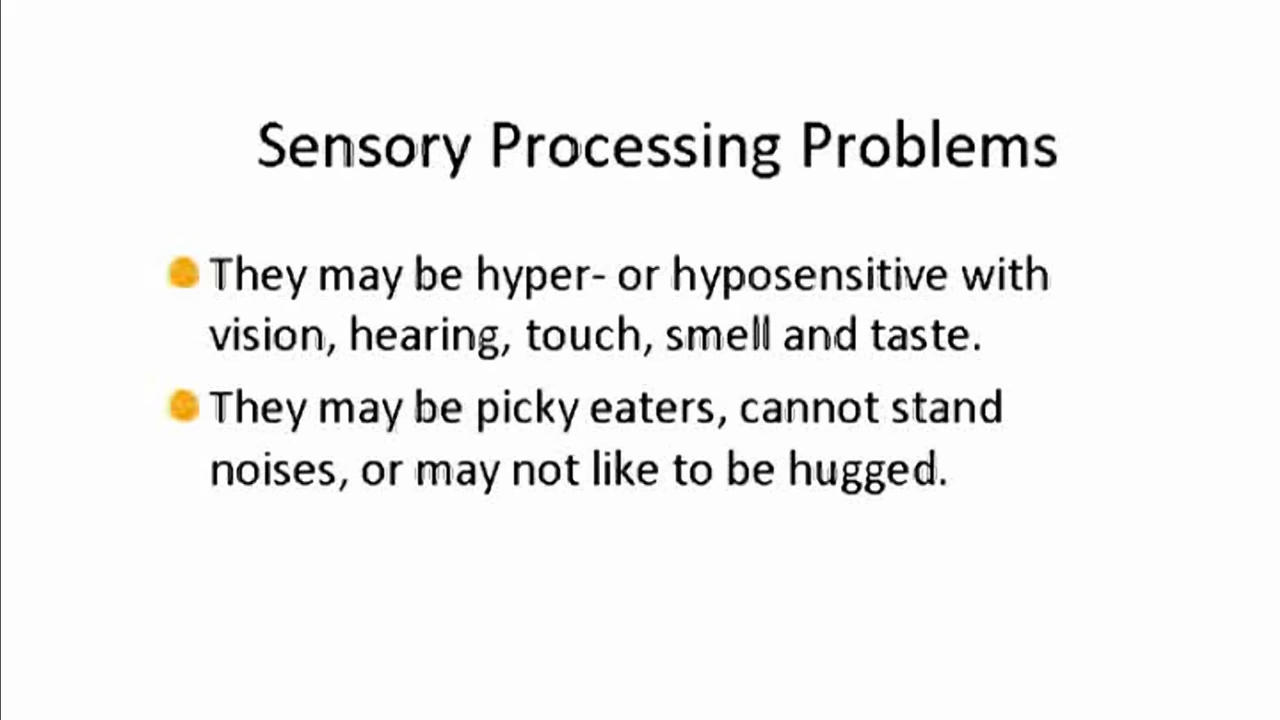 Sensory Processing Problems
They may be hyper- or hyposensitive with
vision, hearing, touch, smell and taste.
They may be picky eaters, cannot stand
noises, or may not like to be hugged.